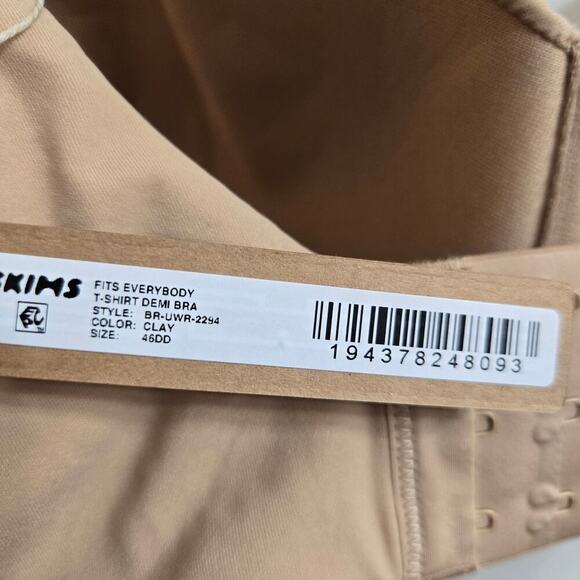 SKIMS
FITS EVERYBODY
T-SHIRT DEMI BRA
STYLE: BR-UWR-2294
COLOR: CLAY
SIZE: 46DD
194378248093